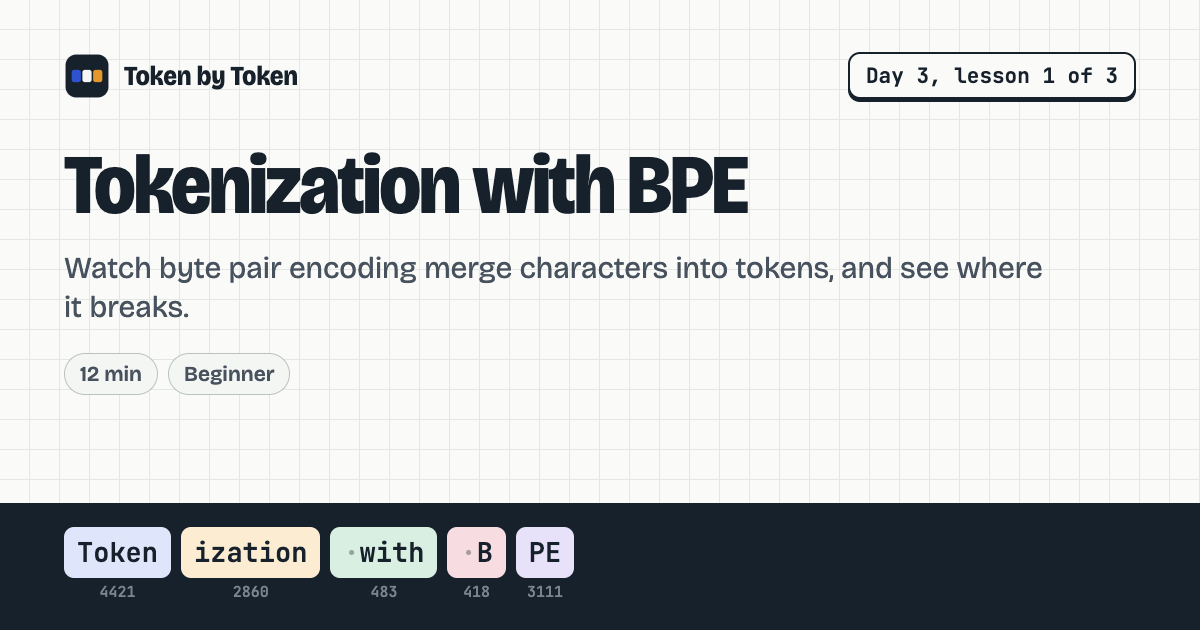 Token by Token
Day 3, lesson 1 of 3
Tokenization with BPE
Watch byte pair encoding merge characters into tokens, and see where
it breaks.
12 min Beginner
Token ization ·with ·B PE
4421 2860 483 418 3111